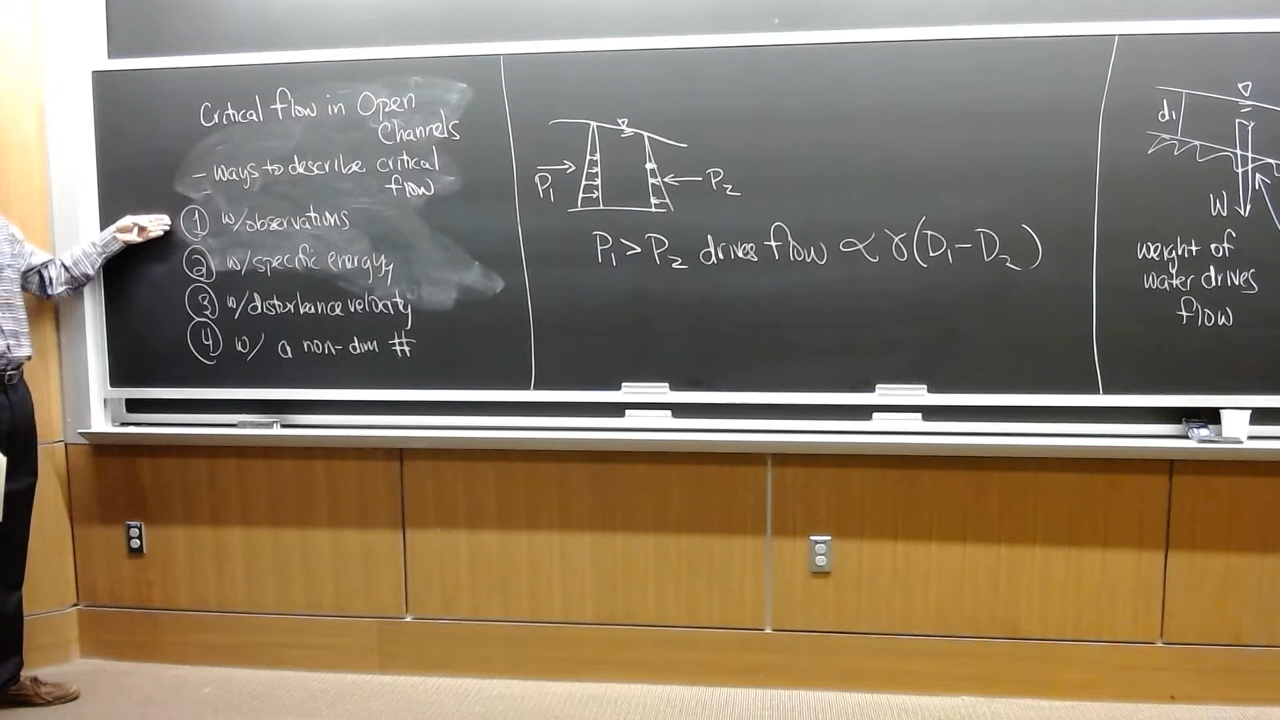 Critical flow in Open
Channels
- ways to describe critical
flow
① w/observations
② w/specific energy
③ w/disturbance velocity
④ w/ a non-dim #
P₁
P₂
P₁ > P₂ drives flow ∝ γ(D₁-D₂)
d₁
W
weight of
water drives
flow